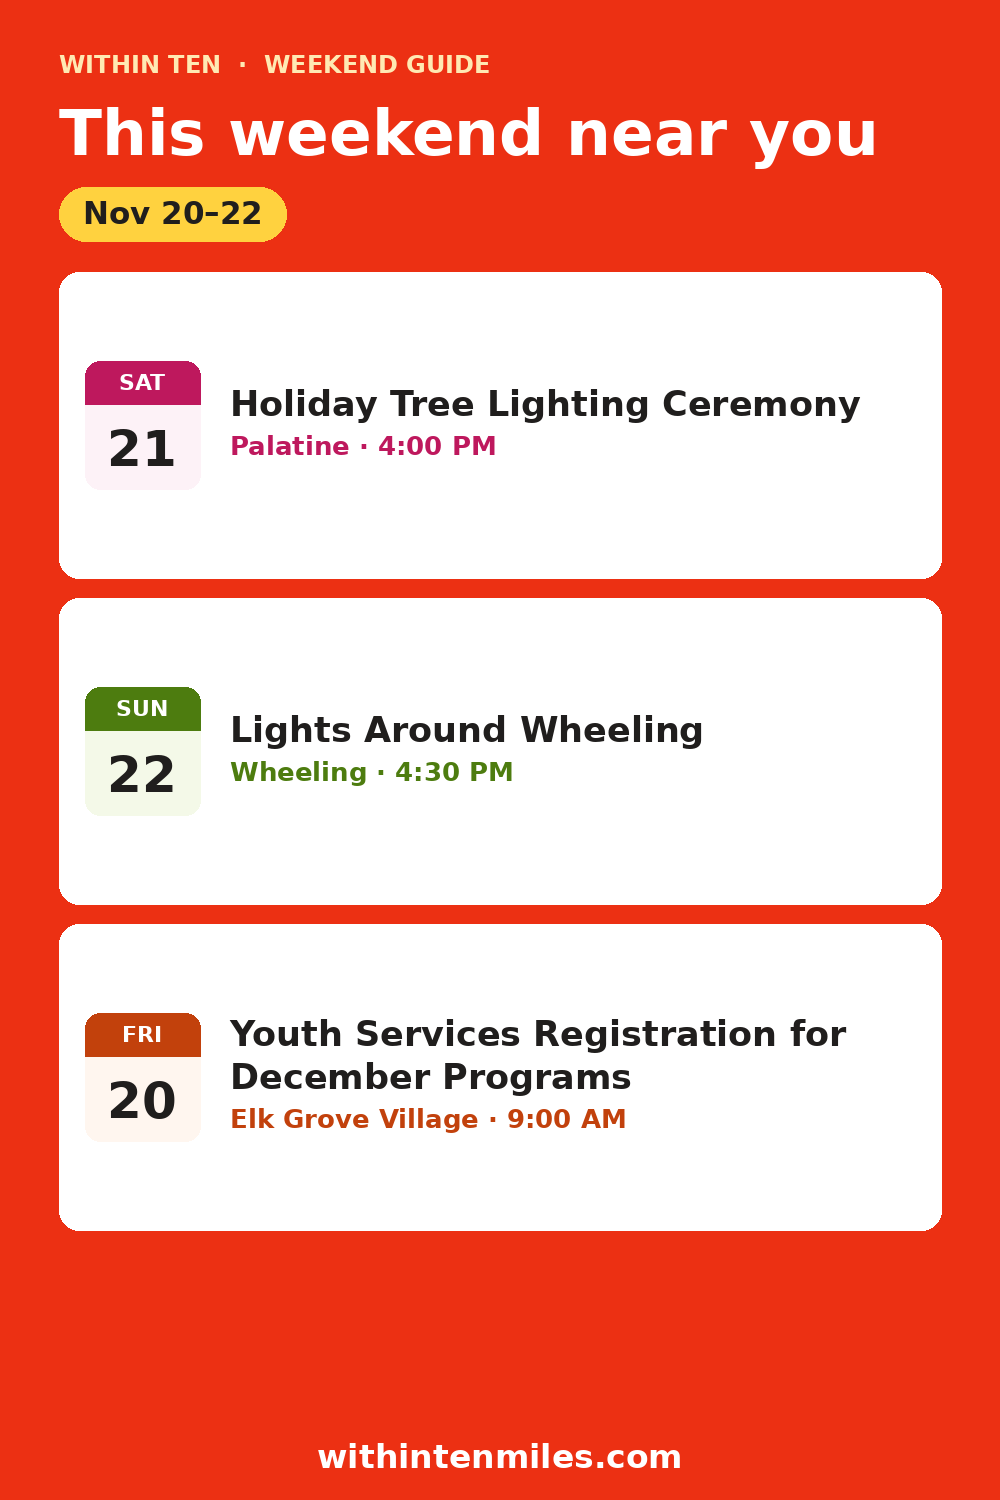 WITHIN TEN · WEEKEND GUIDE
This weekend near you
Nov 20–22
SAT
21
Holiday Tree Lighting Ceremony
Palatine · 4:00 PM
SUN
22
Lights Around Wheeling
Wheeling · 4:30 PM
FRI
20
Youth Services Registration for
December Programs
Elk Grove Village · 9:00 AM
withintenmiles.com